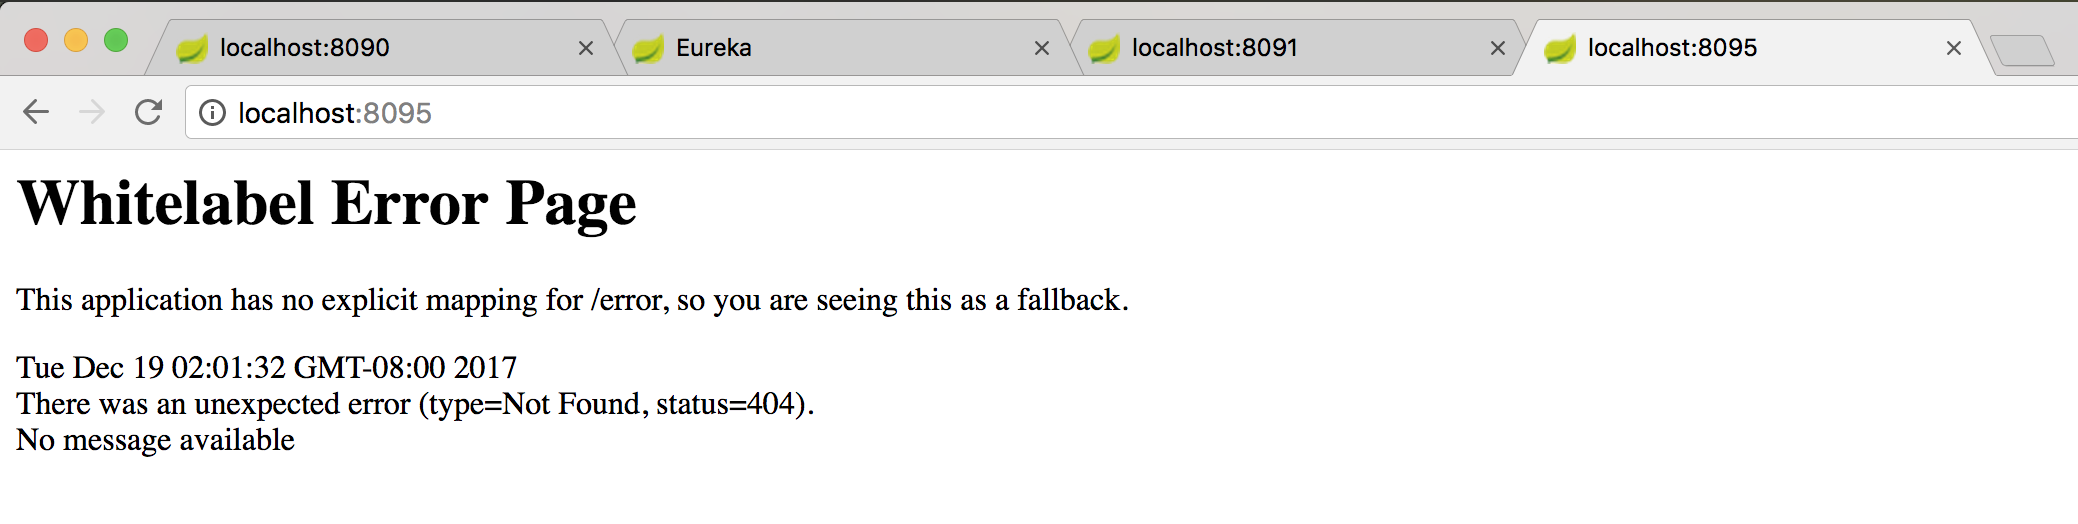 localhost:8090
Eureka
localhost:8091
localhost:8095
localhost:8095
Whitelabel Error Page
This application has no explicit mapping for /error, so you are seeing this as a fallback.
Tue Dec 19 02:01:32 GMT-08:00 2017
There was an unexpected error (type=Not Found, status=404).
No message available